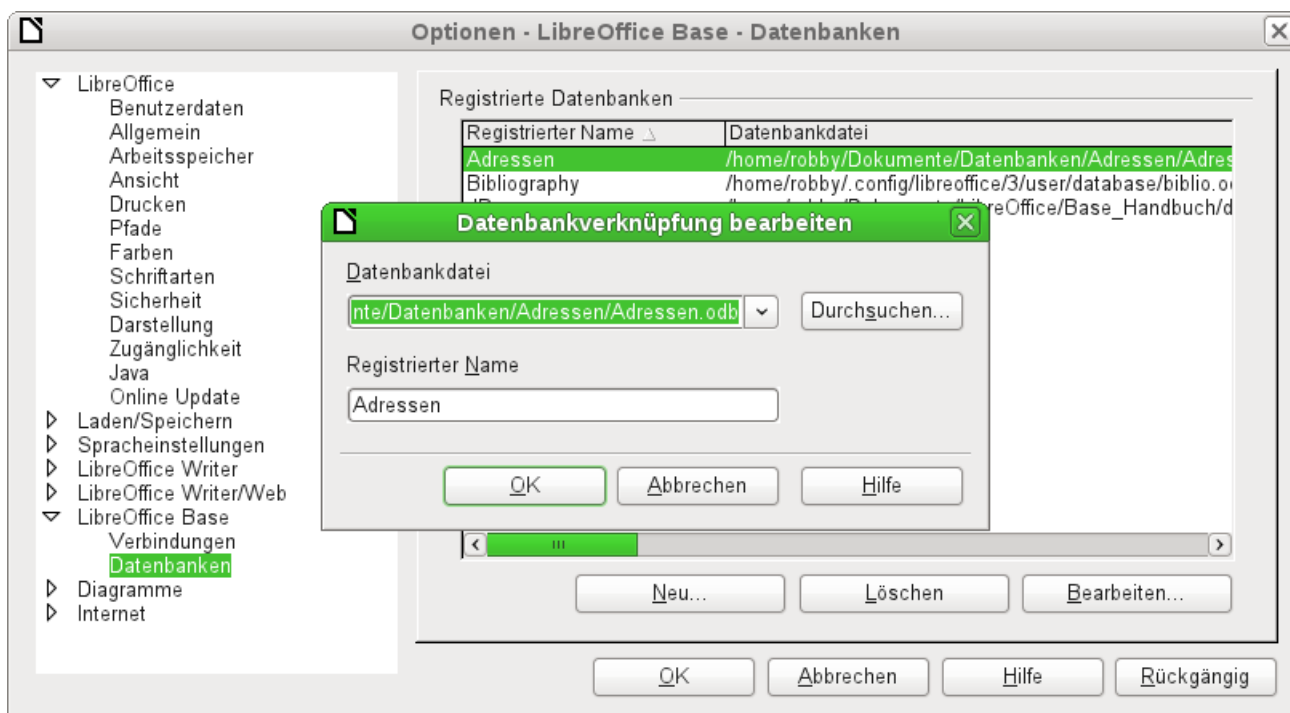 Optionen - LibreOffice Base - Datenbanken
LibreOffice
Benutzerdaten
Allgemein
Arbeitsspeicher
Ansicht
Drucken
Pfade
Farben
Schriftarten
Sicherheit
Darstellung
Zugänglichkeit
Java
Online Update
Laden/Speichern
Spracheinstellungen
LibreOffice Writer
LibreOffice Writer/Web
LibreOffice Base
Verbindungen
Datenbanken
Diagramme
Internet
Registrierte Datenbanken
Registrierter Name Datenbankdatei
Adressen /home/robby/Dokumente/Datenbanken/Adressen/Adres
Bibliography /home/robby/.config/libreoffice/3/user/database/biblio.o
/Base_Handbuch/d
Datenbankverknüpfung bearbeiten
Datenbankdatei
nte/Datenbanken/Adressen/Adressen.odb Durchsuchen...
Registrierter Name
Adressen
OK Abbrechen Hilfe
Neu... Löschen Bearbeiten...
OK Abbrechen Hilfe Rückgängig